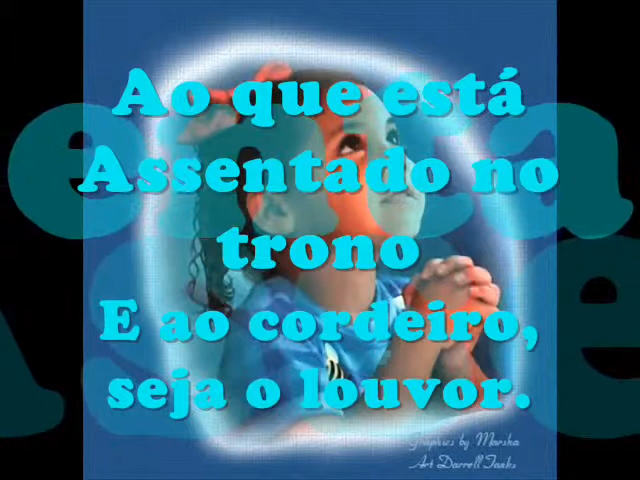 Ao que está
Assentado no
trono
E ao cordeiro,
seja o louvor.
Graphics by Marsha
Art Darrell Tanks